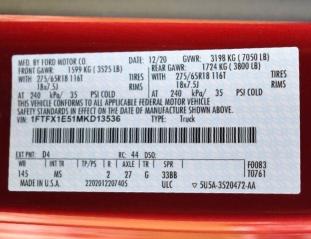 MFD. BY FORD MOTOR CO.
DATE: 12/20 GVWR: 3198 KG ( 7050 LB)
FRONT GAWR: 1599 KG ( 3525 LB) REAR GAWR: 1724 KG ( 3800 LB)
WITH 275/65R18 116T TIRES WITH 275/65R18 116T TIRES
18x7.5J RIMS 18x7.5J RIMS
AT 240 kPa/ 35 PSI COLD AT 240 kPa/ 35 PSI COLD
THIS VEHICLE CONFORMS TO ALL APPLICABLE FEDERAL MOTOR
VEHICLE SAFETY STANDARDS IN EFFECT ON THE DATE OF MANUFACTURE SHOWN ABOVE.
VIN: 1FTFX1E51MKD13536 TYPE: Truck
EXT PNT: D4 RC: 44 DSO: F0083
WB INT TR TP/PS R AXLE TR SPR T0761
145 MS 2 27 G 33BB
MADE IN U.S.A. 22020122074OS ULC 5U5A-3520472-AA